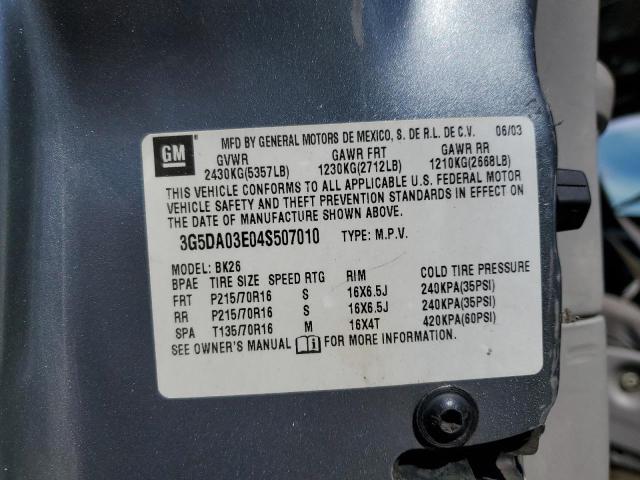 GM MFD BY GENERAL MOTORS DE MEXICO, S. DE R.L. DE C.V. 06/03
GVWR GAWR FRT GAWR RR
2430KG(5357LB) 1230KG(2712LB) 1210KG(2668LB)
THIS VEHICLE CONFORMS TO ALL APPLICABLE U.S. FEDERAL MOTOR
VEHICLE SAFETY AND THEFT PREVENTION STANDARDS IN EFFECT ON
THE DATE OF MANUFACTURE SHOWN ABOVE.
3G5DA03E04S507010 TYPE: M.P.V.
MODEL: BK26
BPAE TIRE SIZE SPEED RTG RIM COLD TIRE PRESSURE
FRT P215/70R16 S 16X6.5J 240KPA(35PSI)
RR P215/70R16 S 16X6.5J 240KPA(35PSI)
SPA T135/70R16 M 16X4T 420KPA(60PSI)
SEE OWNER'S MANUAL FOR MORE INFORMATION.